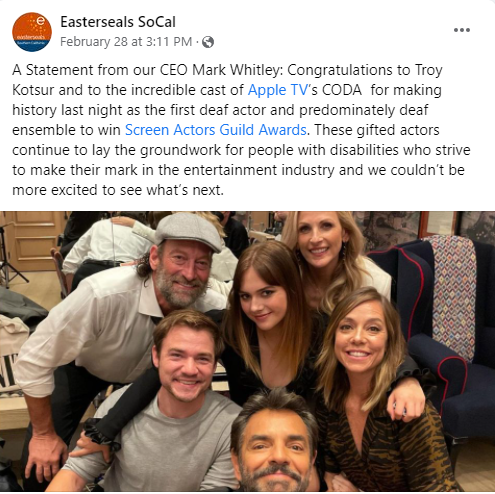 Easterseals SoCal
February 28 at 3:11 PM ·
A Statement from our CEO Mark Whitley: Congratulations to Troy
Kotsur and to the incredible cast of Apple TV's CODA for making
history last night as the first deaf actor and predominately deaf
ensemble to win Screen Actors Guild Awards. These gifted actors
continue to lay the groundwork for people with disabilities who strive
to make their mark in the entertainment industry and we couldn't be
more excited to see what's next.